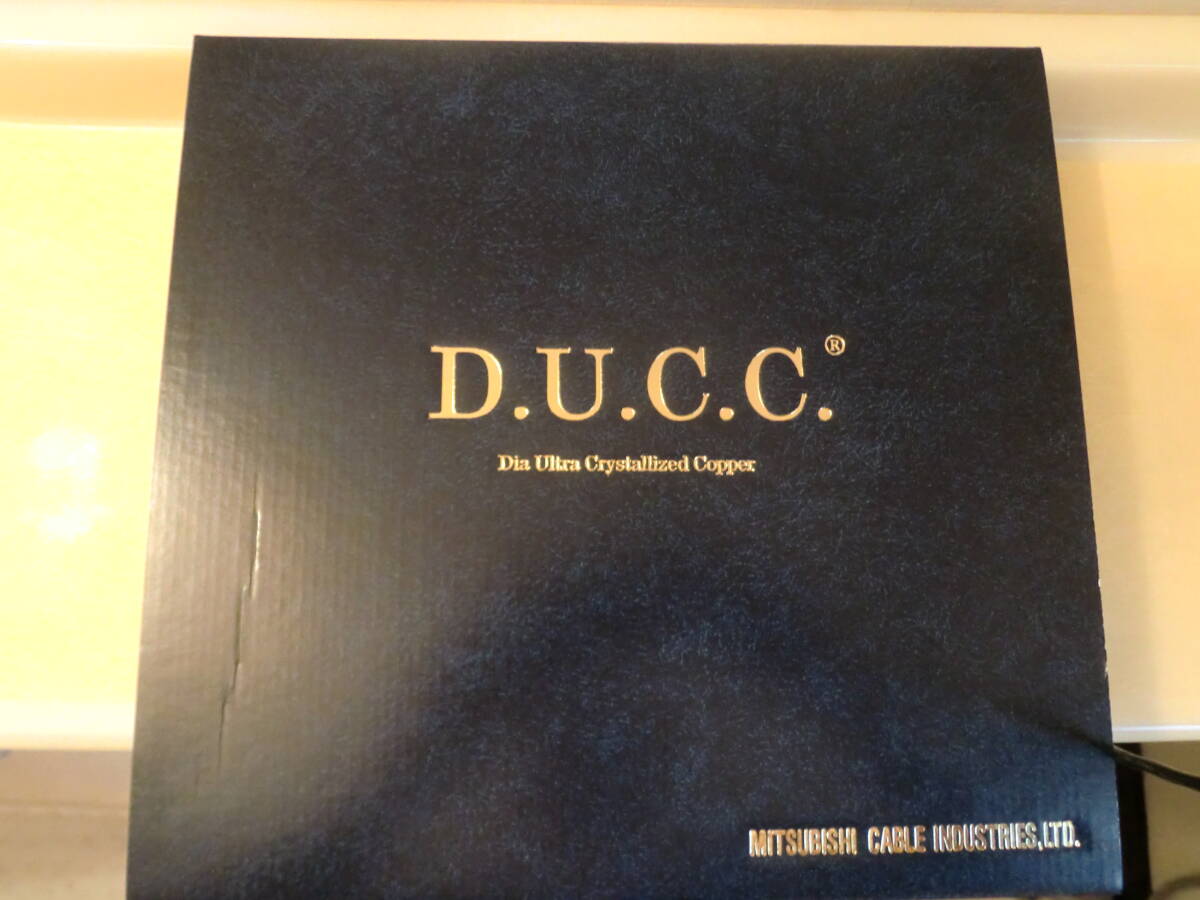 D.U.C.C.®
Dia Ultra Crystallized Copper
MITSUBISHI CABLE INDUSTRIES,LTD.